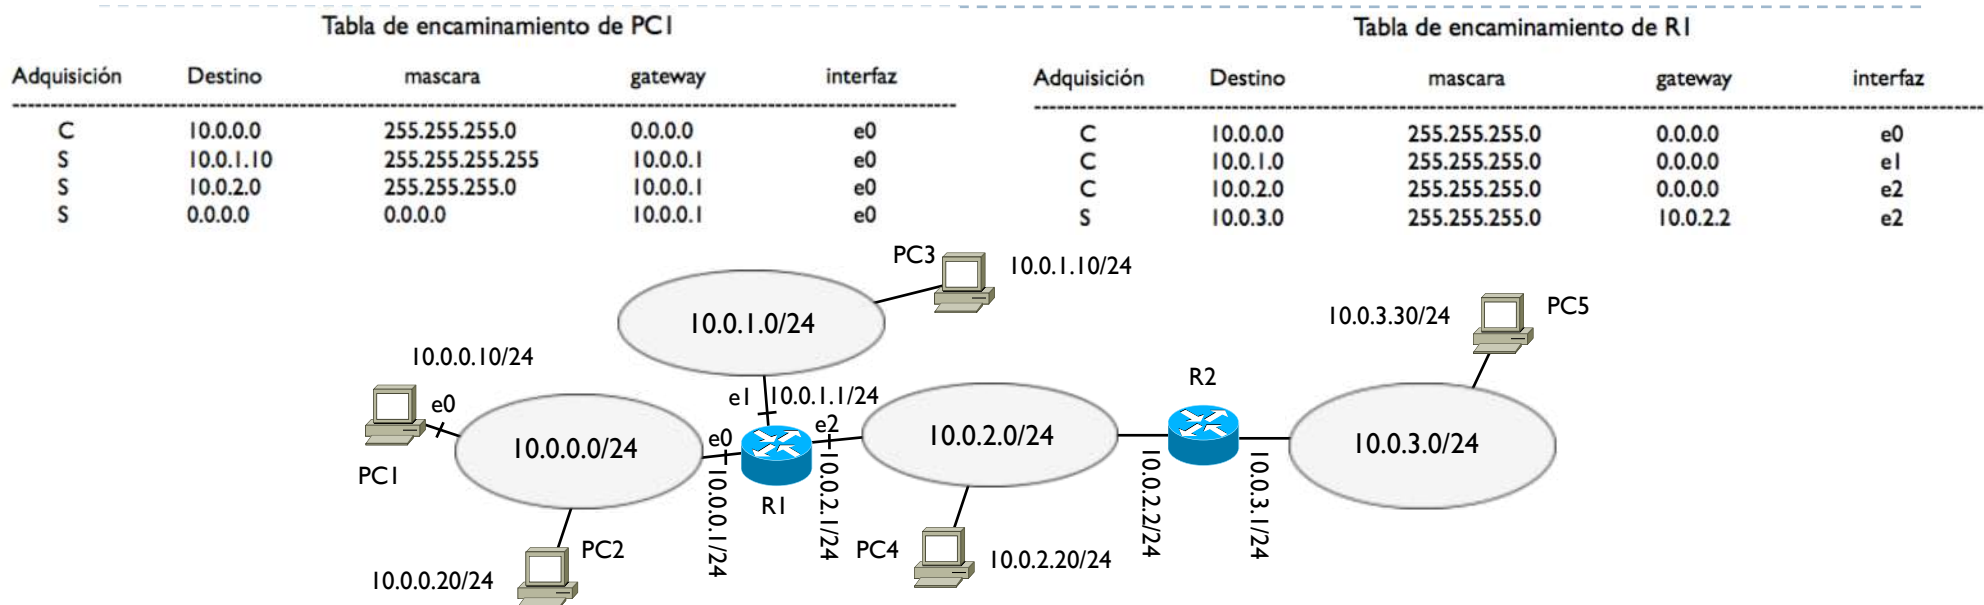 Tabla de encaminamiento de PC1
Adquisición Destino mascara gateway interfaz
C 10.0.0.0 255.255.255.0 0.0.0.0 e0
S 10.0.1.10 255.255.255.255 10.0.0.1 e0
S 10.0.2.0 255.255.255.0 10.0.0.1 e0
S 0.0.0.0 0.0.0.0 10.0.0.1 e0
Tabla de encaminamiento de R1
Adquisición Destino mascara gateway interfaz
C 10.0.0.0 255.255.255.0 0.0.0.0 e0
C 10.0.1.0 255.255.255.0 0.0.0.0 e1
C 10.0.2.0 255.255.255.0 0.0.0.0 e2
S 10.0.3.0 255.255.255.0 10.0.2.2 e2
PC3
10.0.1.10/24
10.0.1.0/24
10.0.3.30/24
PC5
10.0.0.10/24
R2
e1
10.0.1.1/24
e0
e0
e2
10.0.0.0/24
10.0.2.0/24
10.0.3.0/24
PC1
R1
10.0.0.1/24
10.0.2.1/24
10.0.2.2/24
10.0.3.1/24
PC2
PC4
10.0.2.20/24
10.0.0.20/24